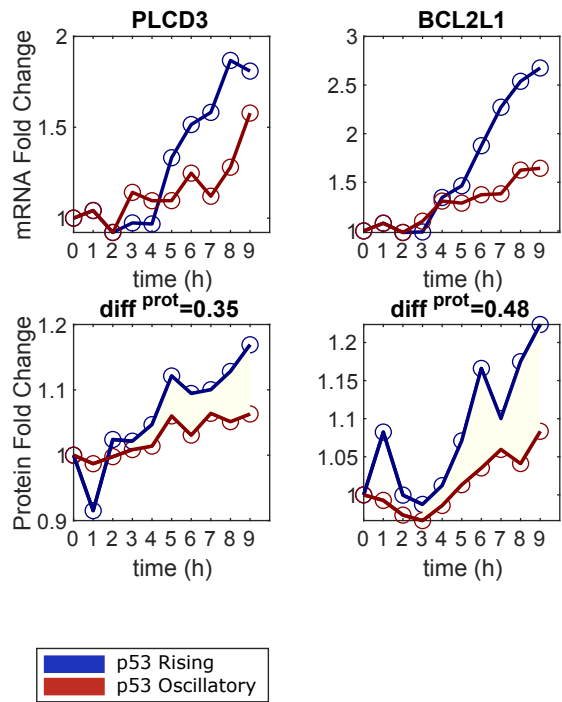 PLCD3
BCL2L1
mRNA Fold Change
2
1.5
1
0 1 2 3 4 5 6 7 8 9
time (h)
3
2.5
2
1.5
1
0 1 2 3 4 5 6 7 8 9
time (h)
diff prot=0.35
diff prot=0.48
Protein Fold Change
1.2
1.1
1.0
0.9
0 1 2 3 4 5 6 7 8 9
time (h)
1.2
1.15
1.1
1.05
1
0 1 2 3 4 5 6 7 8 9
time (h)
p53 Rising
p53 Oscillatory